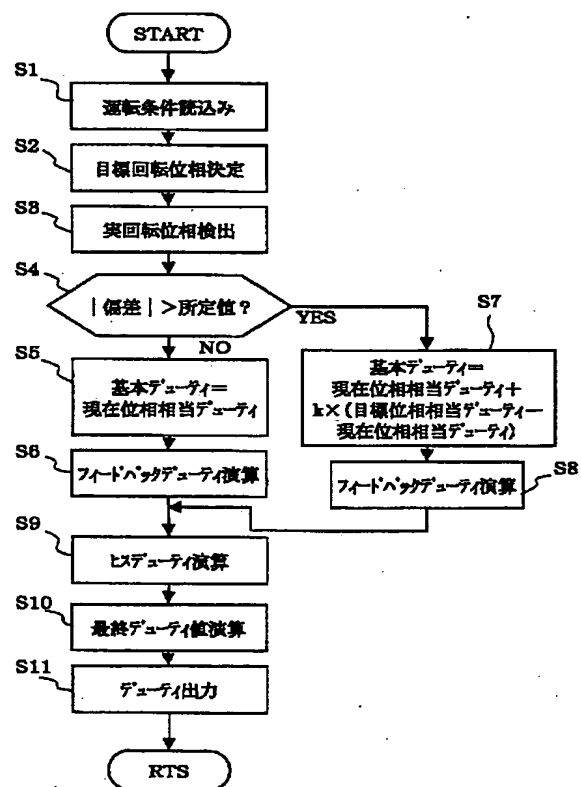 START
S1
運転条件読込み
S2
目標回転位相決定
S3
実回転位相検出
S4
|偏差|>所定値?
YES
NO
S5
基本デューティ=
現在位相相当デューティ
S6
フィードバックデューティ演算
S7
基本デューティ=
現在位相相当デューティ+
k×(目標位相相当デューティー
現在位相相当デューティ)
S8
フィードバックデューティ演算
S9
ヒスデューティ演算
S10
最終デューティ値演算
S11
デューティ出力
RTS